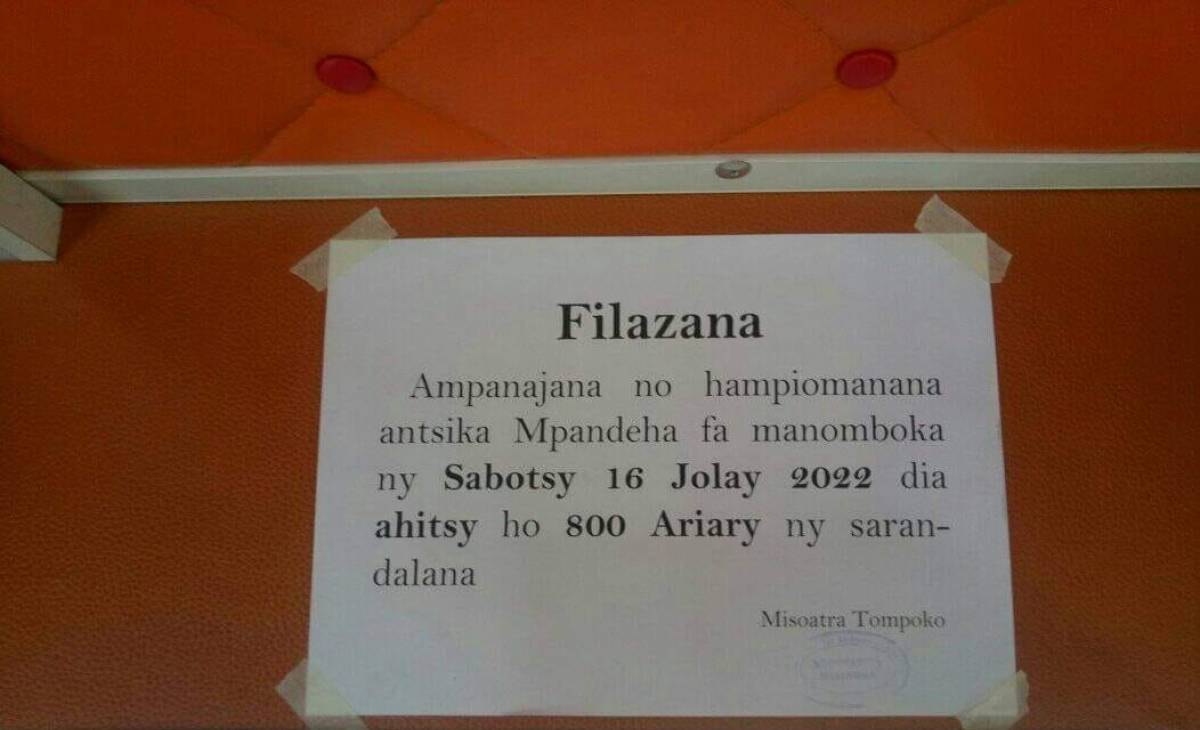 Filazana
Ampanajana no hampiomanana
antsika Mpandeha fa manomboka
ny Sabotsy 16 Jolay 2022 dia
ahitsy ho 800 Ariary ny saran-
dalana
Misoatra Tompoko